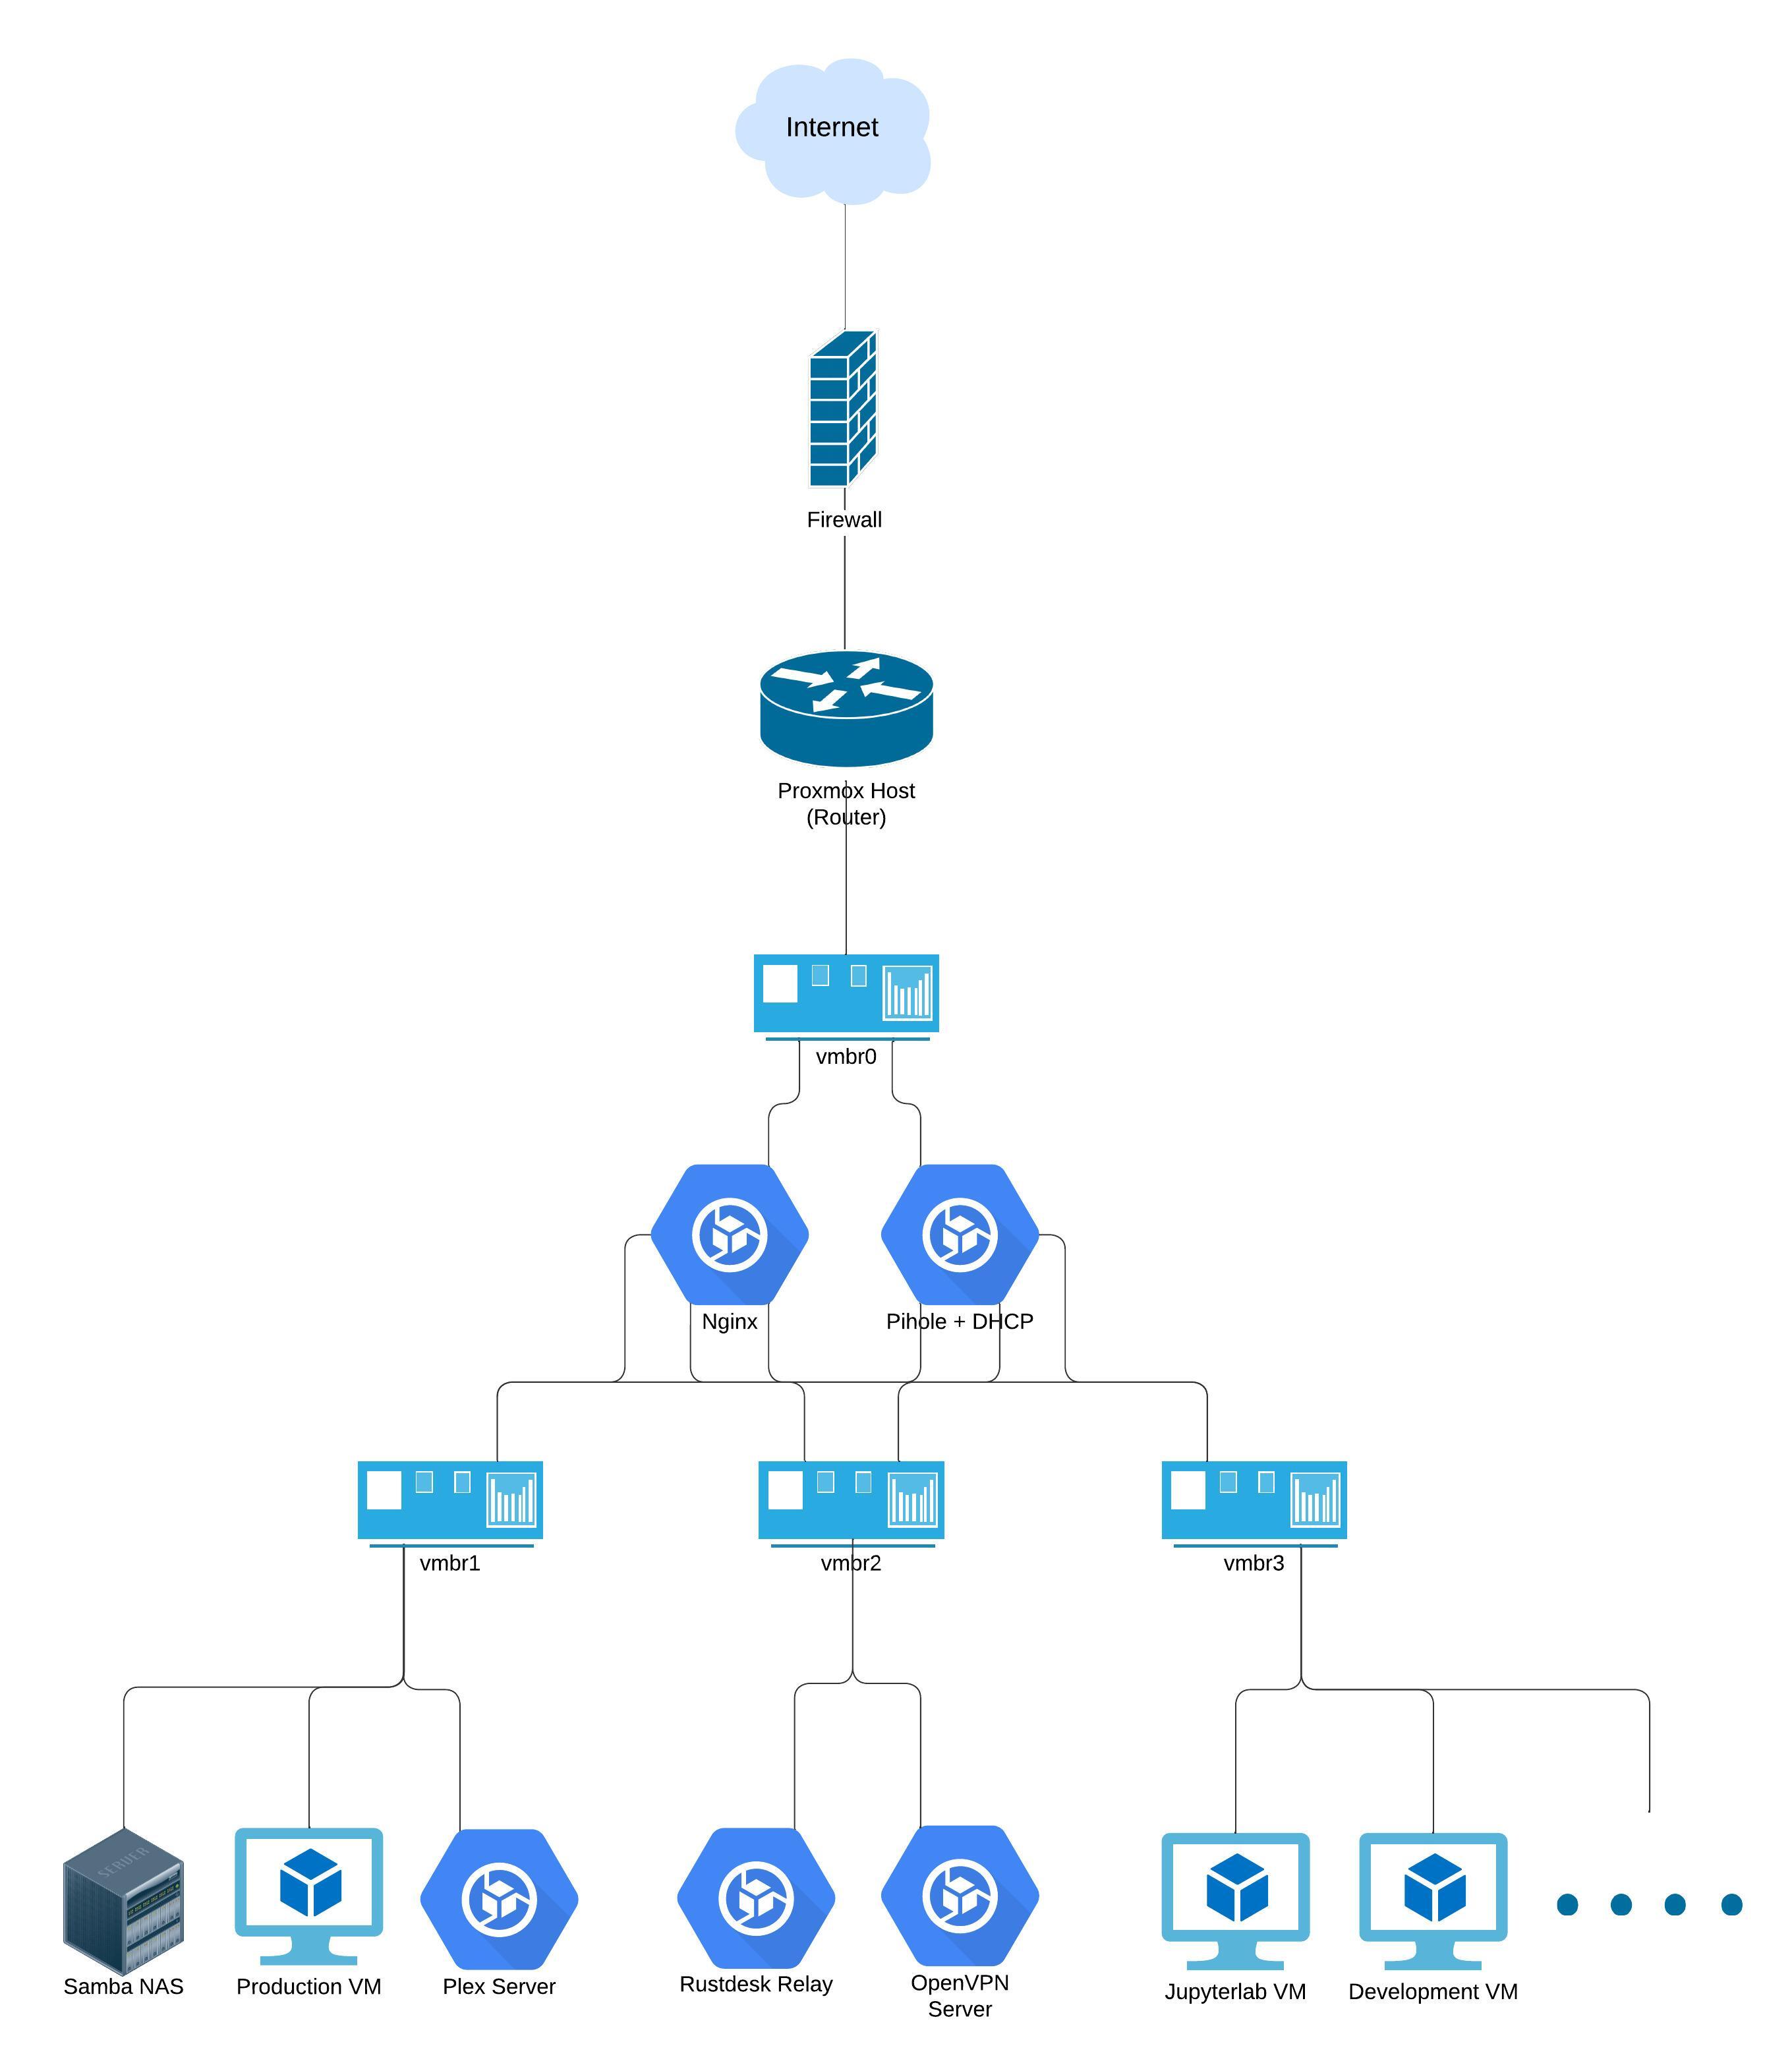 Internet
Firewall
Proxmox Host
(Router)
vmbr0
Nginx
Pihole + DHCP
vmbr1
vmbr2
vmbr3
SERVER
Samba NAS
Production VM
Plex Server
Rustdesk Relay
OpenVPN
Server
Jupyterlab VM
Development VM